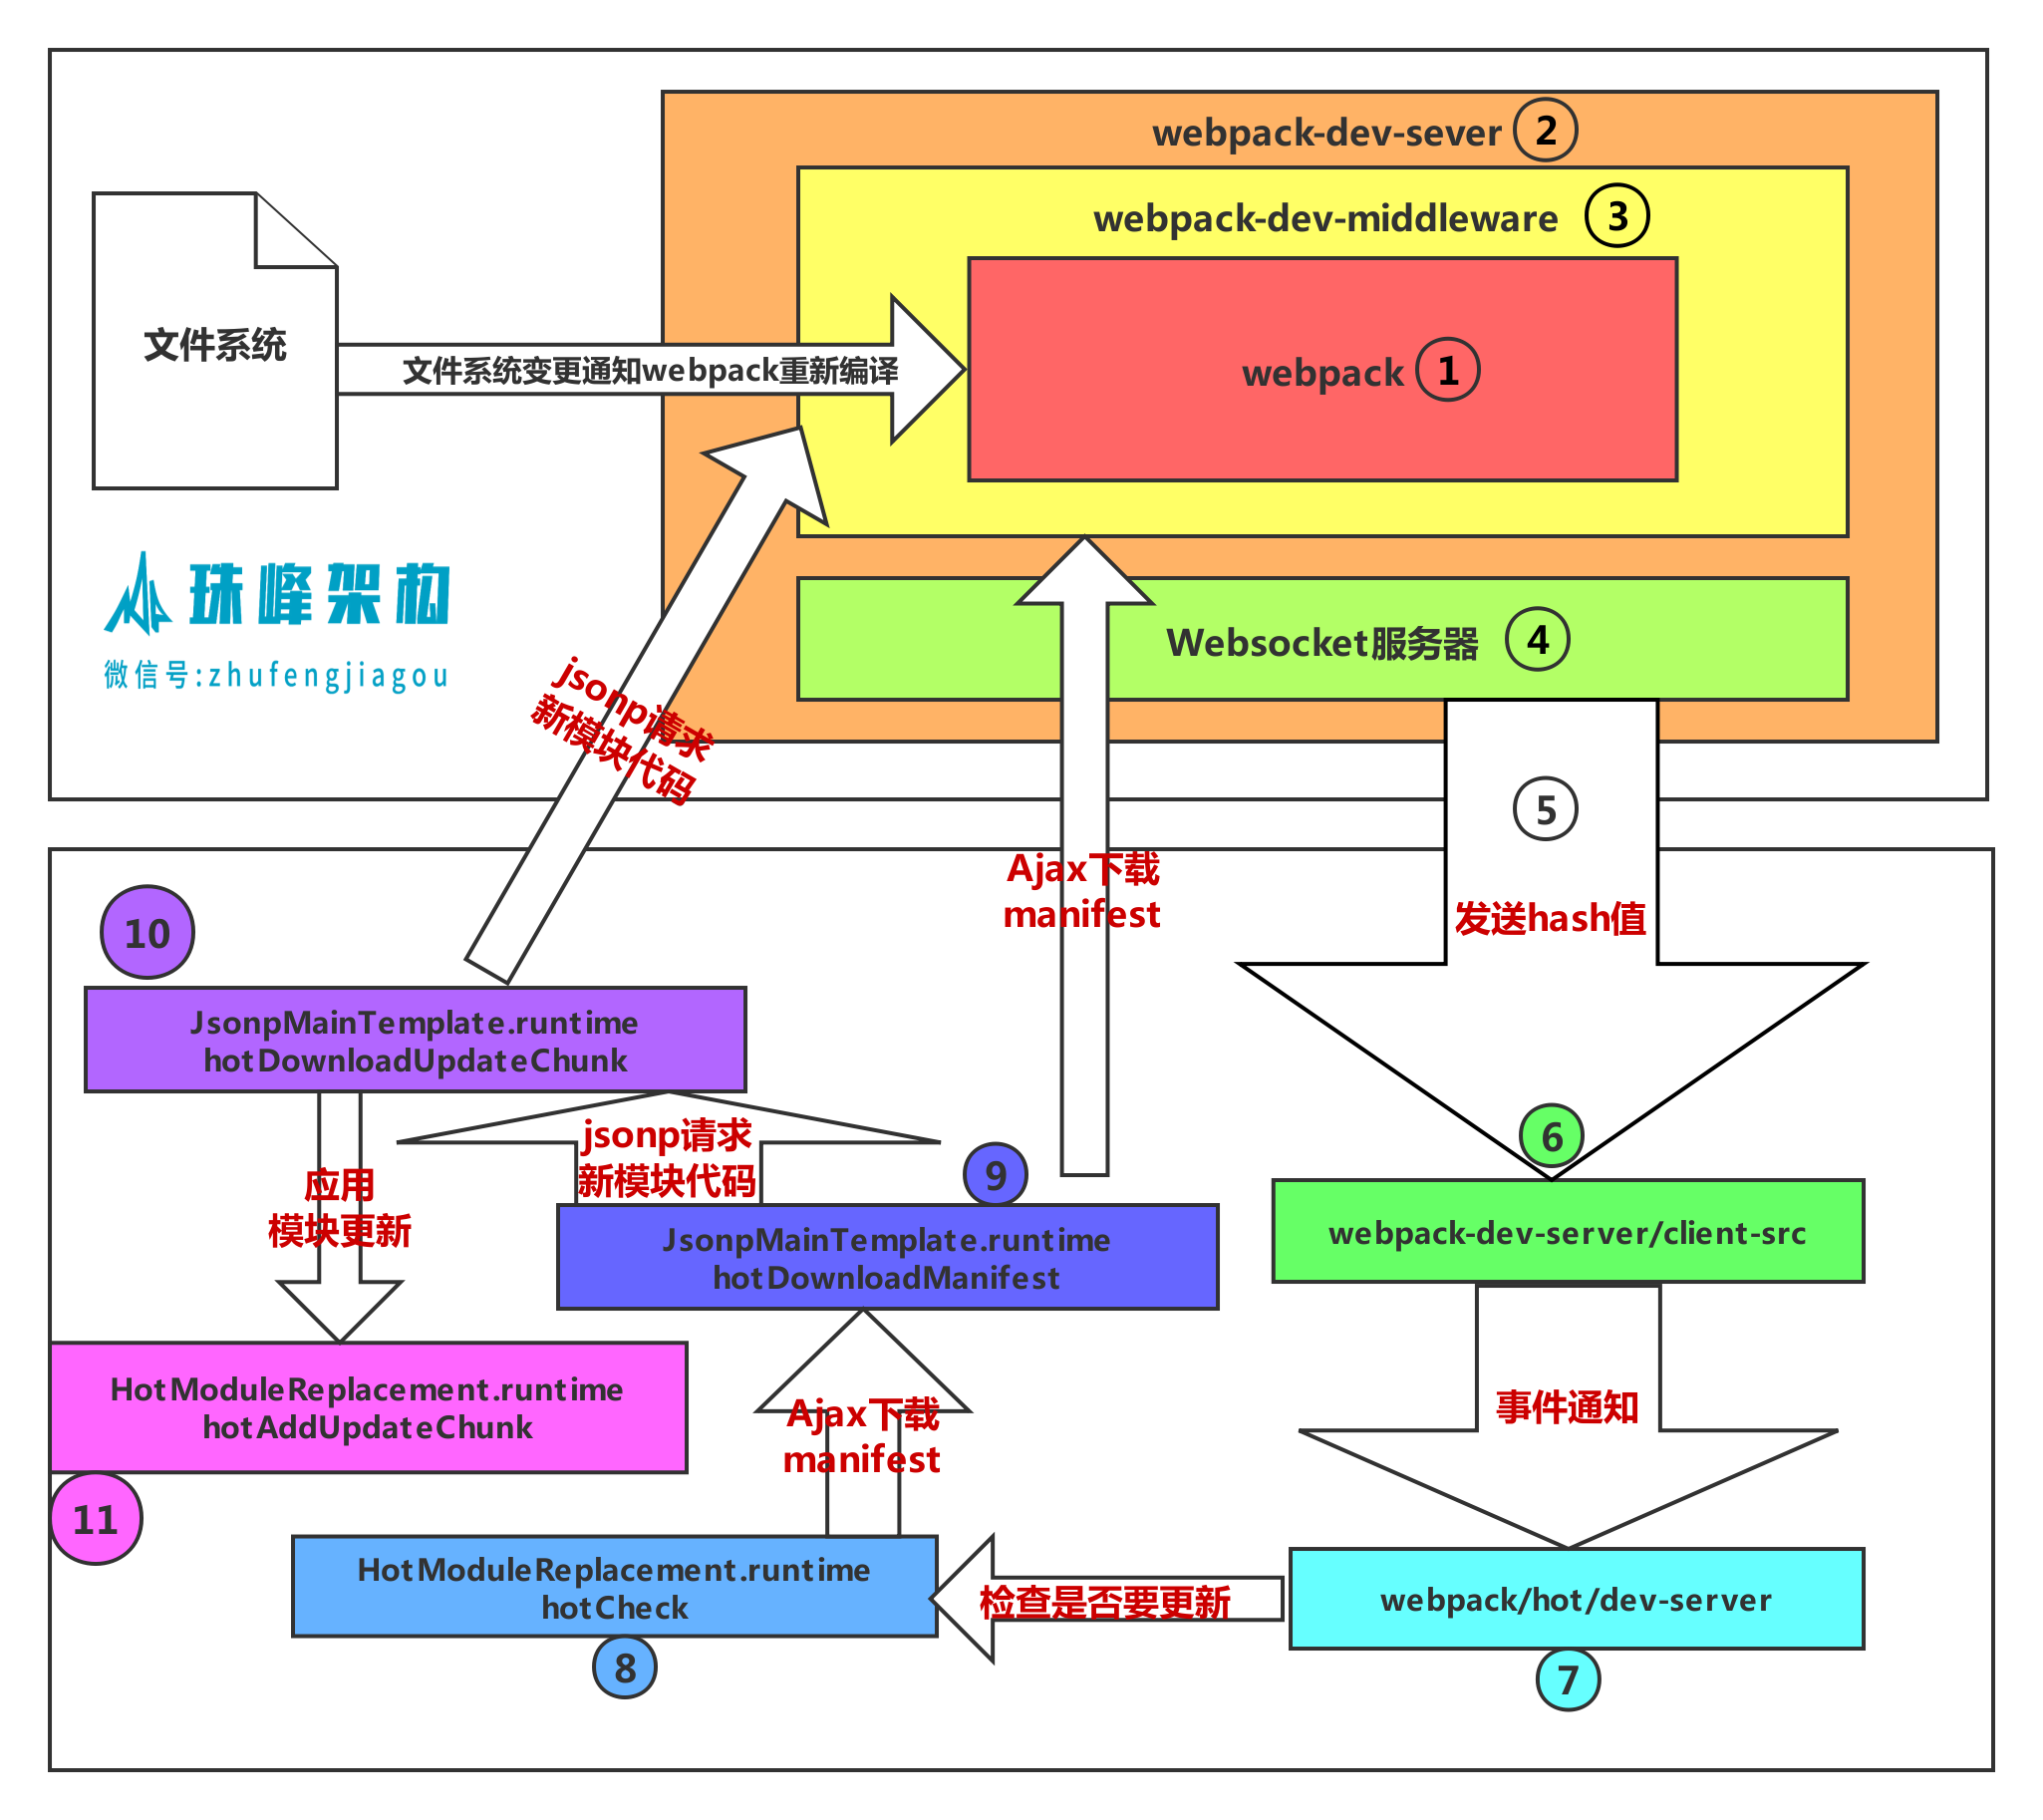 webpack-dev-sever 2
webpack-dev-middleware 3
文件系统
文件系统变更通知webpack重新编译
webpack 1
珠峰架构
微信号:zhufengjiagou
Websocket服务器 4
jsonp请求
新模块代码
5
Ajax下载
manifest
发送hash值
10
JsonpMainTemplate.runtime
hotDownloadUpdateChunk
jsonp请求
新模块代码
9
6
应用
模块更新
JsonpMainTemplate.runtime
hotDownloadManifest
webpack-dev-server/client-src
HotModuleReplacement.runtime
hotAddUpdateChunk
Ajax下载
manifest
事件通知
11
HotModuleReplacement.runtime
hotCheck
检查是否要更新
webpack/hot/dev-server
8
7